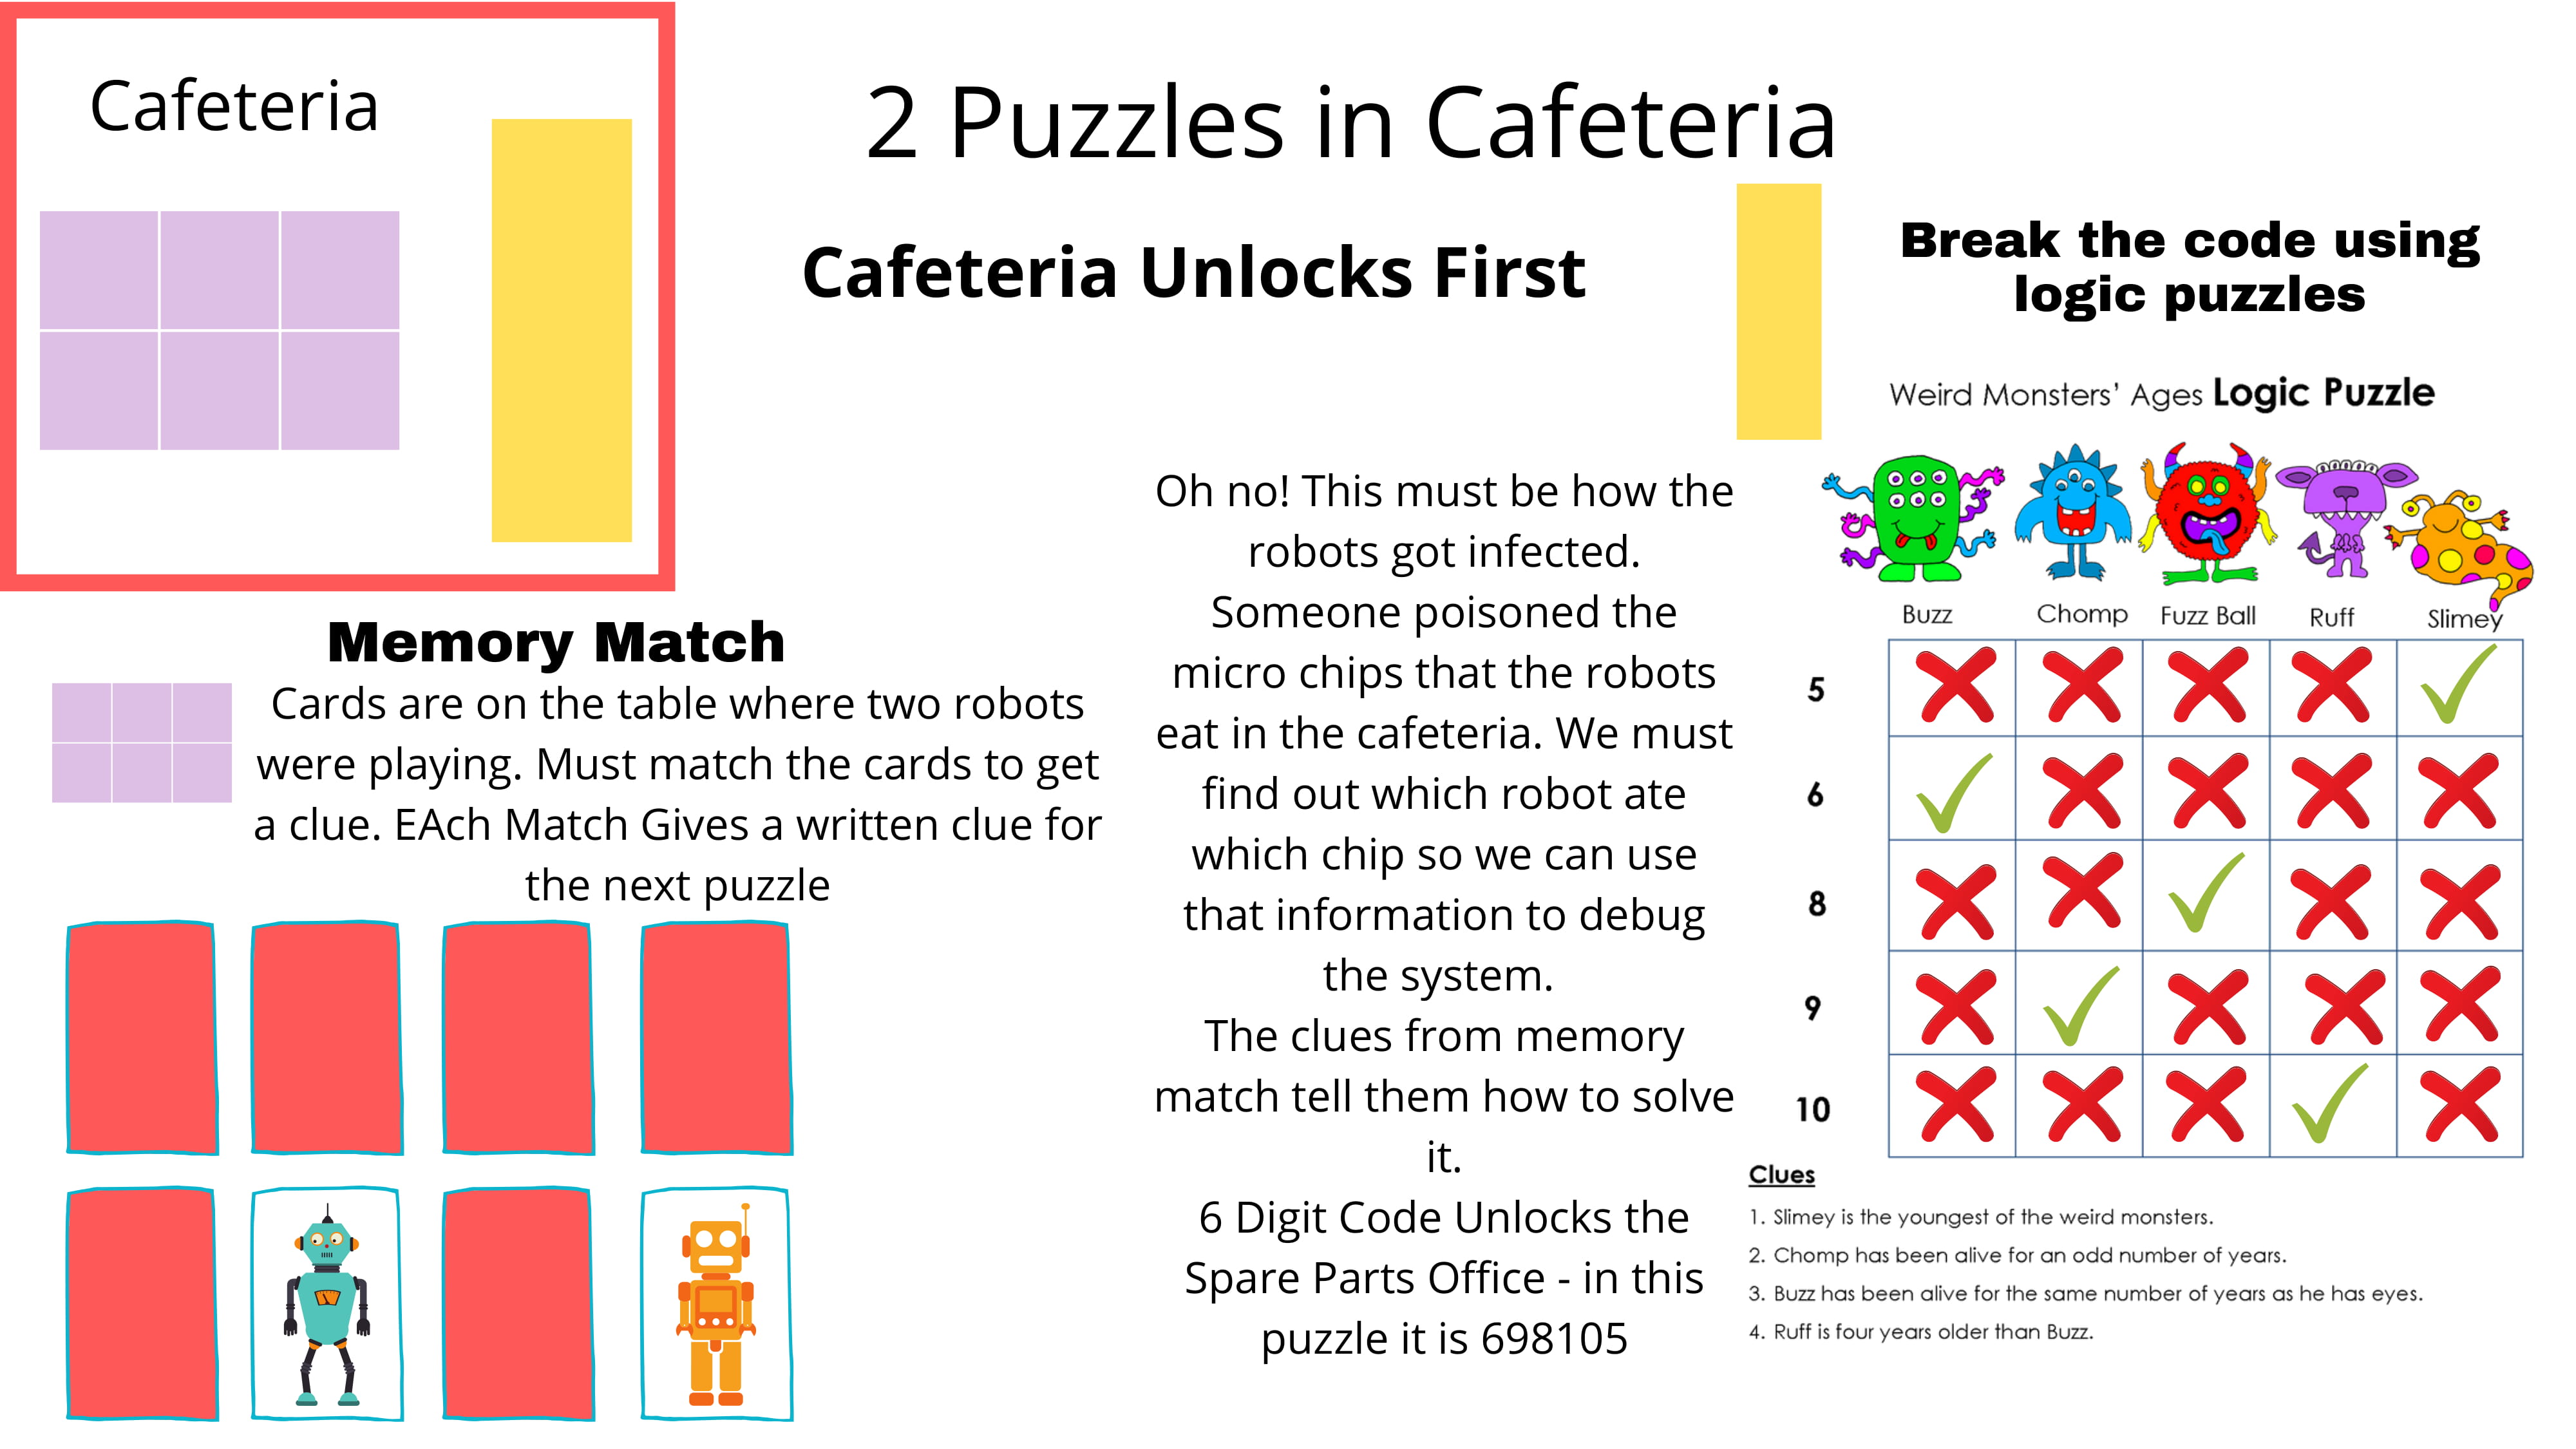 Cafeteria
2 Puzzles in Cafeteria
Cafeteria Unlocks First
Memory Match
Cards are on the table where two robots
were playing. Must match the cards to get
a clue. EAch Match Gives a written clue for
the next puzzle
Oh no! This must be how the
robots got infected.
Someone poisoned the
micro chips that the robots
eat in the cafeteria. We must
find out which robot ate
which chip so we can use
that information to debug
the system.
The clues from memory
match tell them how to solve
it.
6 Digit Code Unlocks the
Spare Parts Office - in this
puzzle it is 698105
Break the code using
logic puzzles
Weird Monsters' Ages Logic Puzzle
Buzz Chomp Fuzz Ball Ruff Slimey
5
6
8
9
10
Clues
1. Slimey is the youngest of the weird monsters.
2. Chomp has been alive for an odd number of years.
3. Buzz has been alive for the same number of years as he has eyes.
4. Ruff is four years older than Buzz.